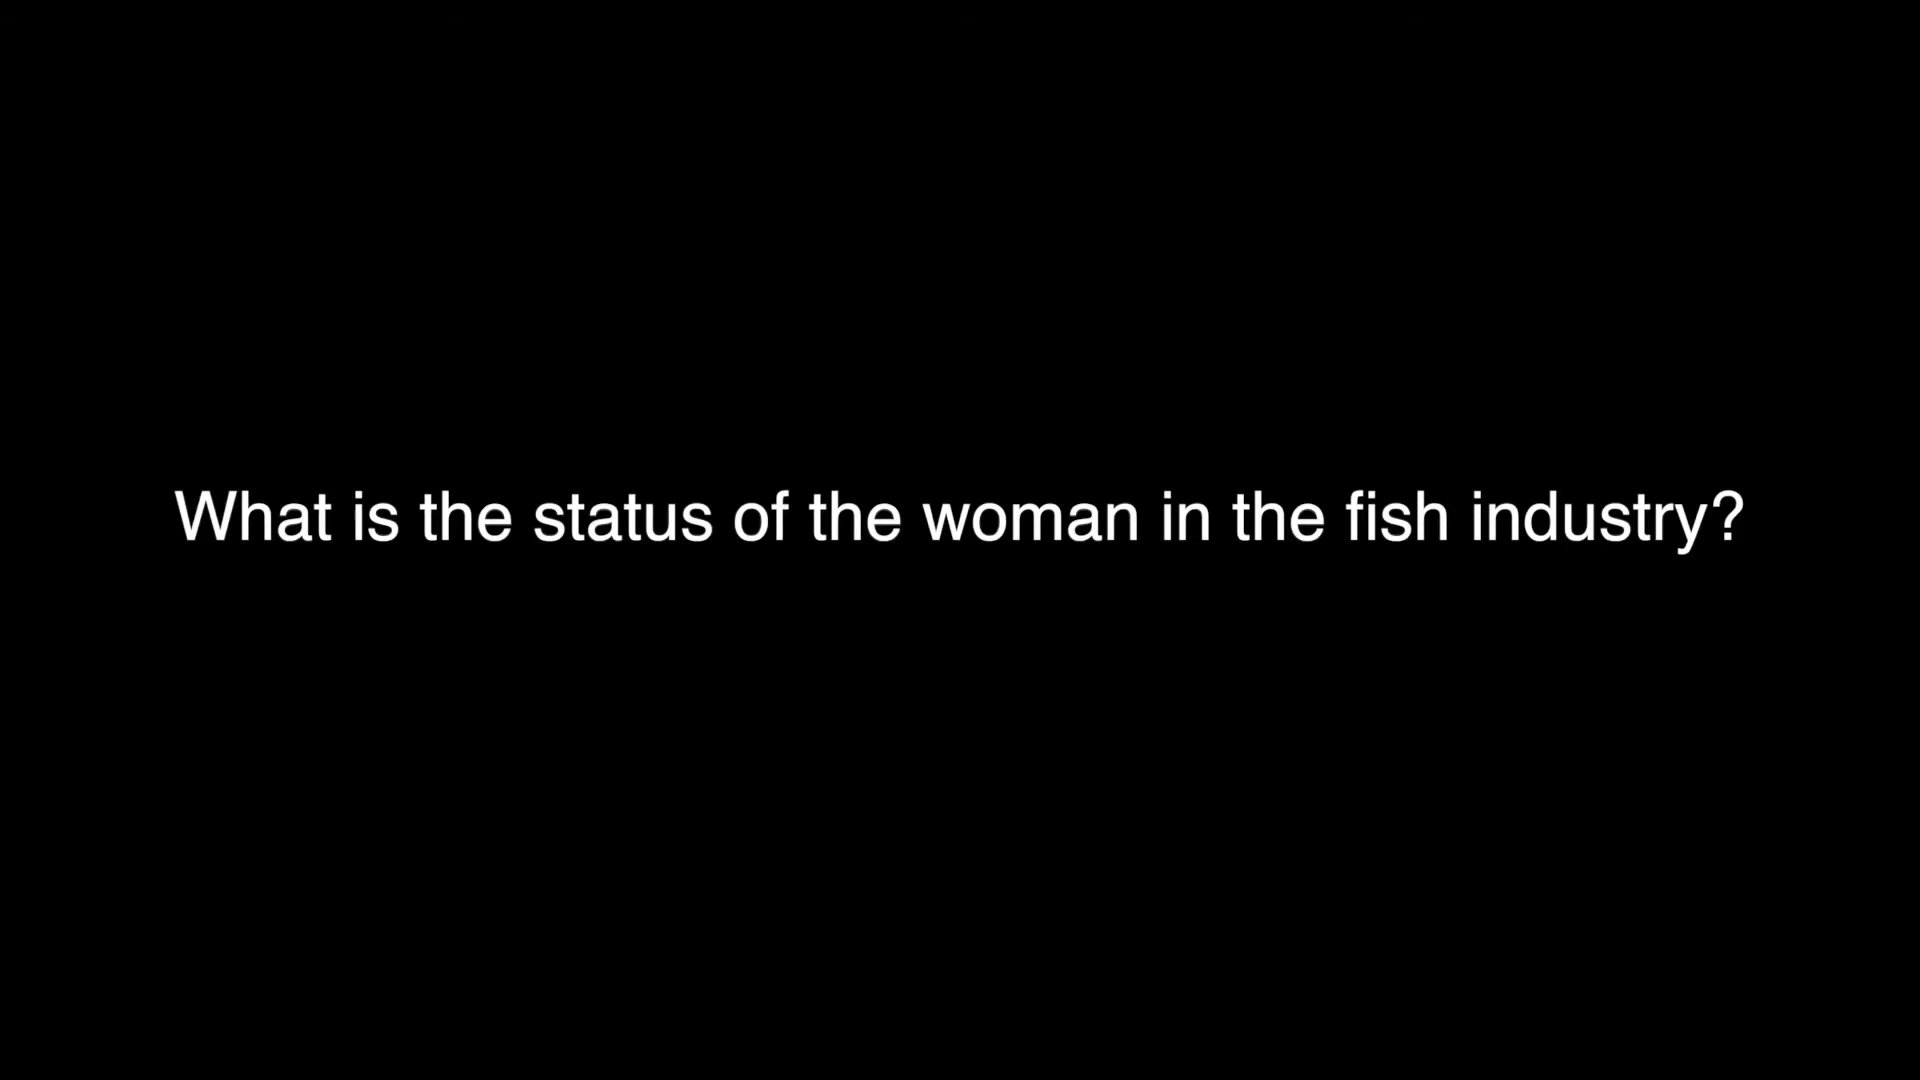 What is the status of the woman in the fish industry?